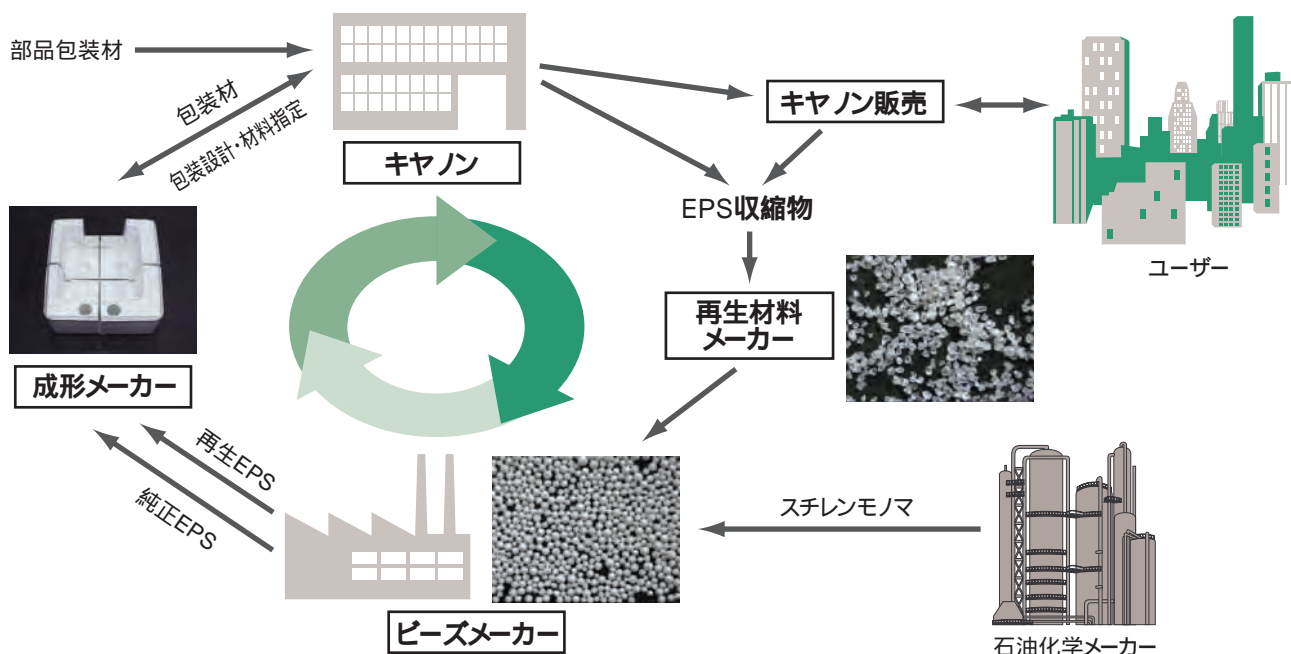 部品包装材
包装材
包装設計・材料指定
キヤノン
キヤノン販売
ユーザー
EPS収縮物
再生材料
メーカー
成形メーカー
再生EPS
純正EPS
スチレンモノマ
ビーズメーカー
石油化学メーカー